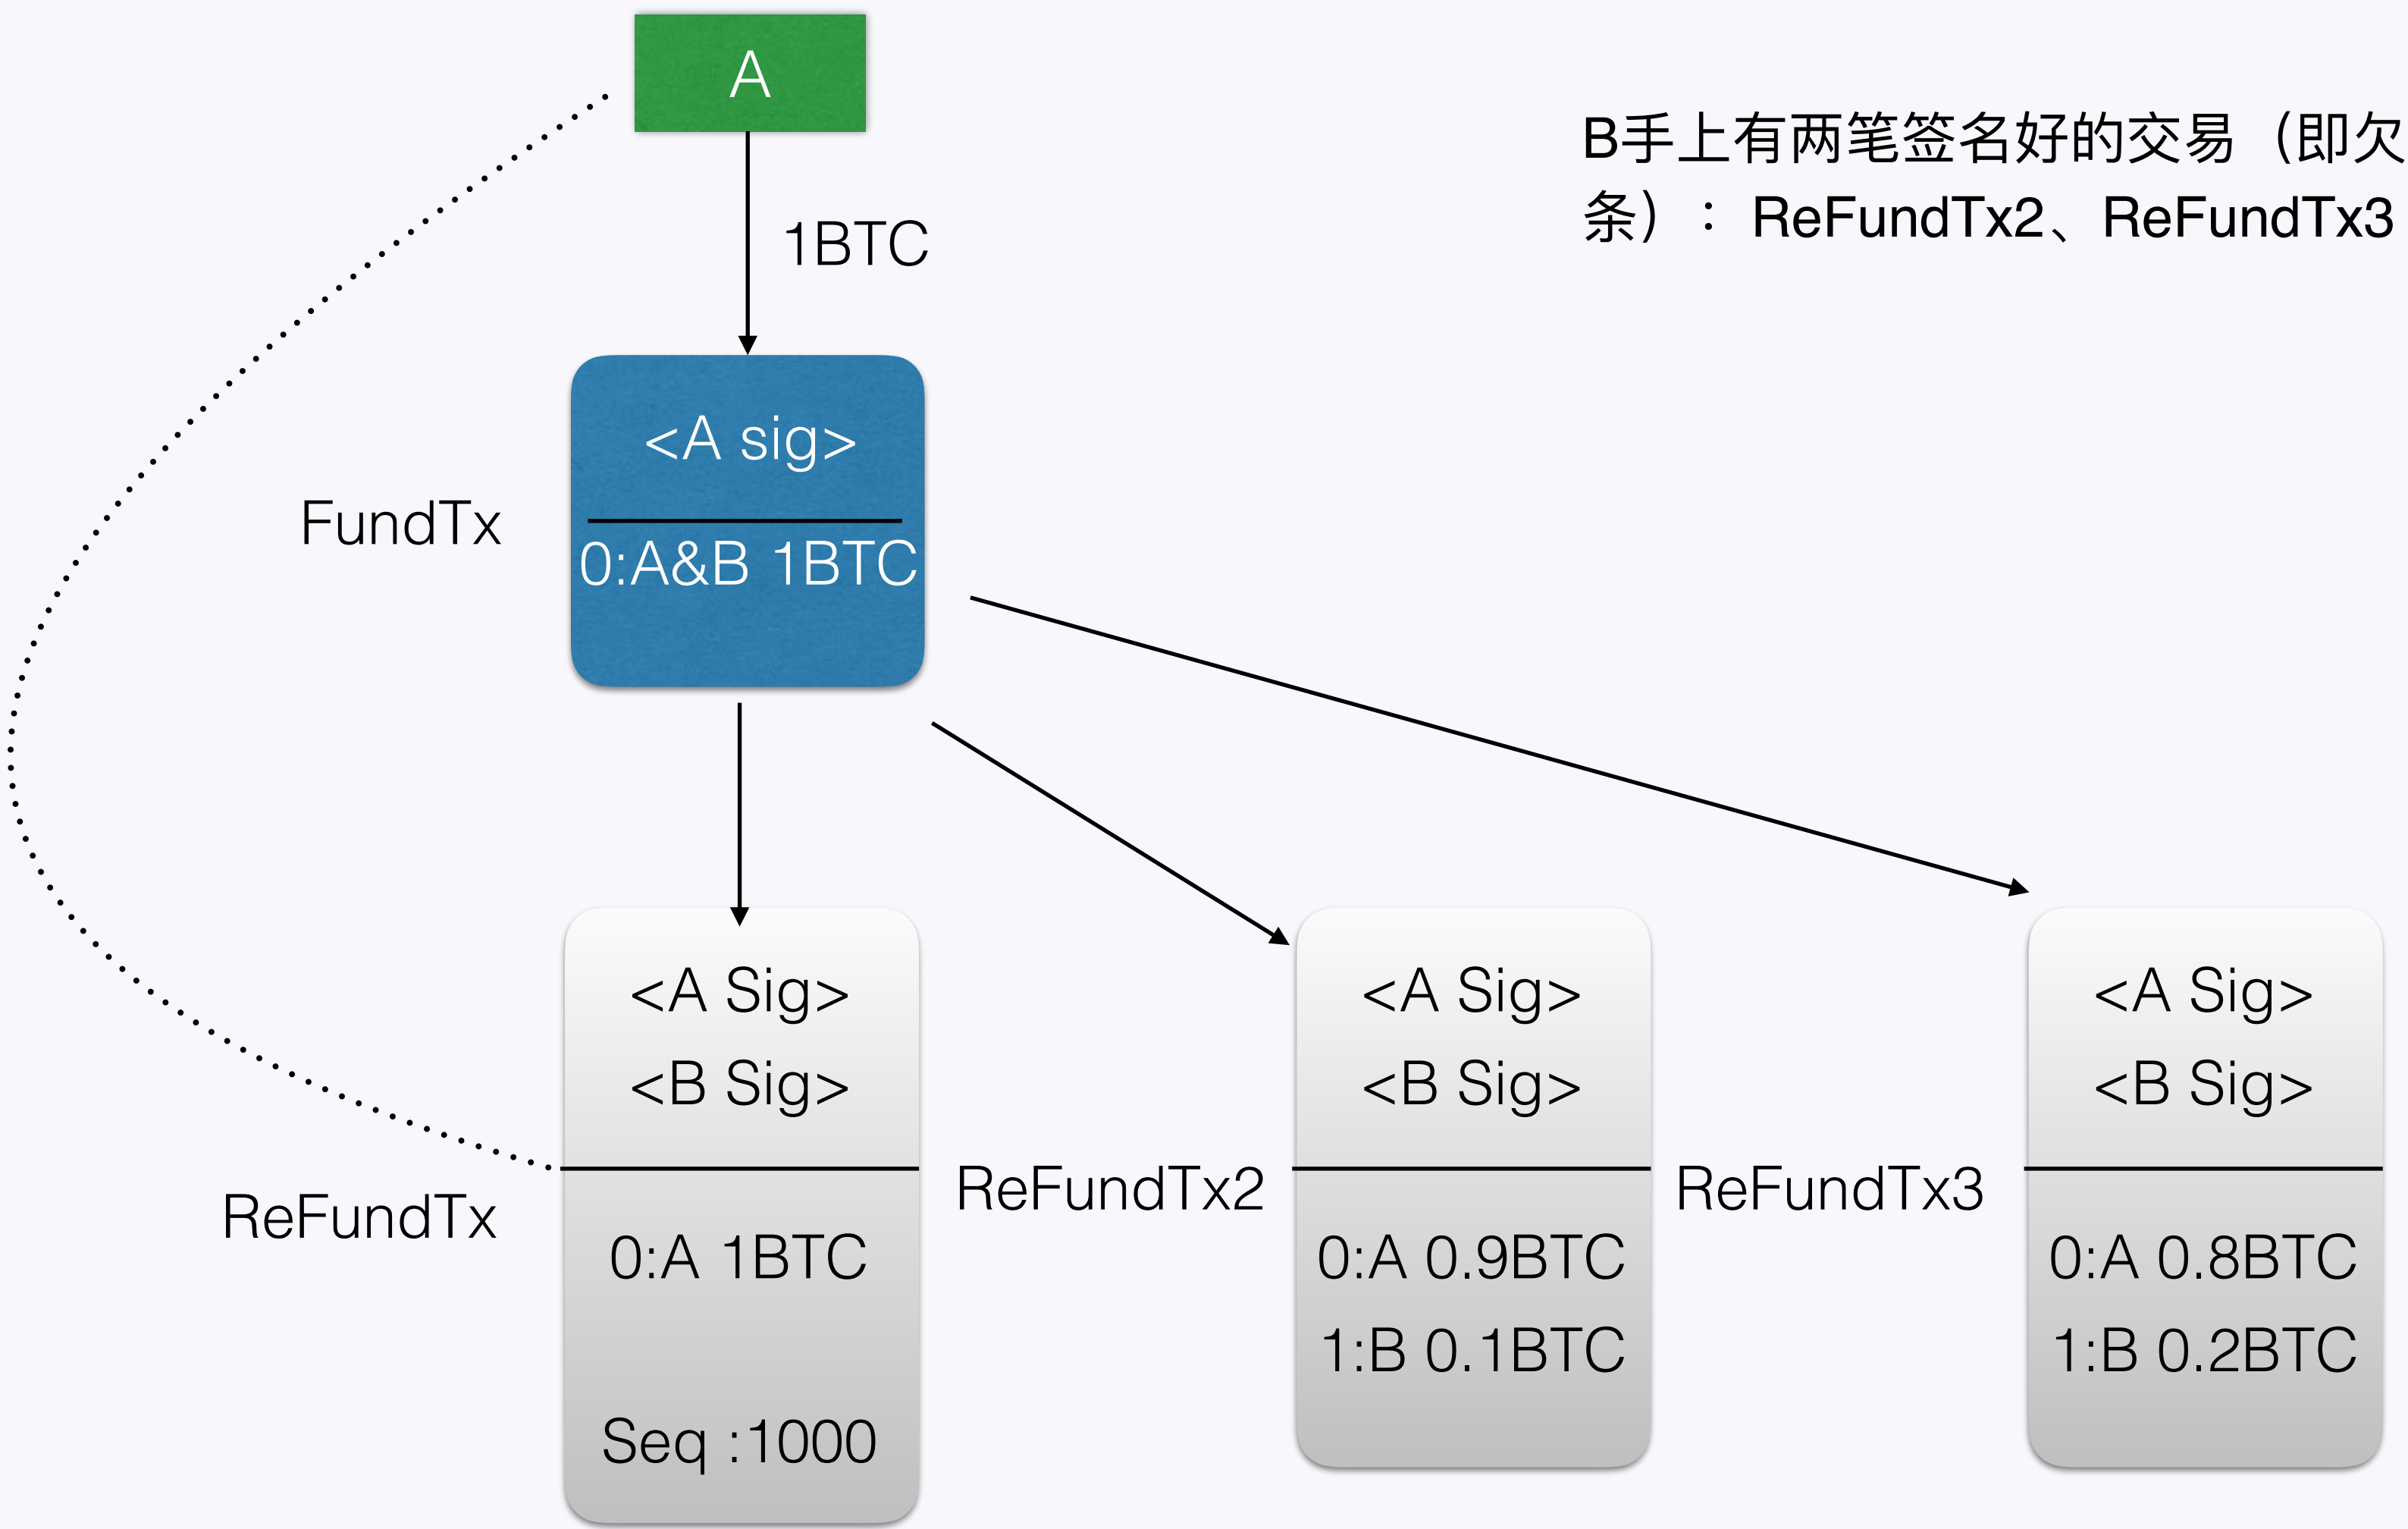 A
B手上有两笔签名好的交易（即欠
条）：ReFundTx2、ReFundTx3
1BTC
<A sig>
FundTx
0:A&B 1BTC
<A Sig>
<B Sig>
ReFundTx
0:A 1BTC
Seq :1000
<A Sig>
<B Sig>
ReFundTx2
0:A 0.9BTC
1:B 0.1BTC
<A Sig>
<B Sig>
ReFundTx3
0:A 0.8BTC
1:B 0.2BTC